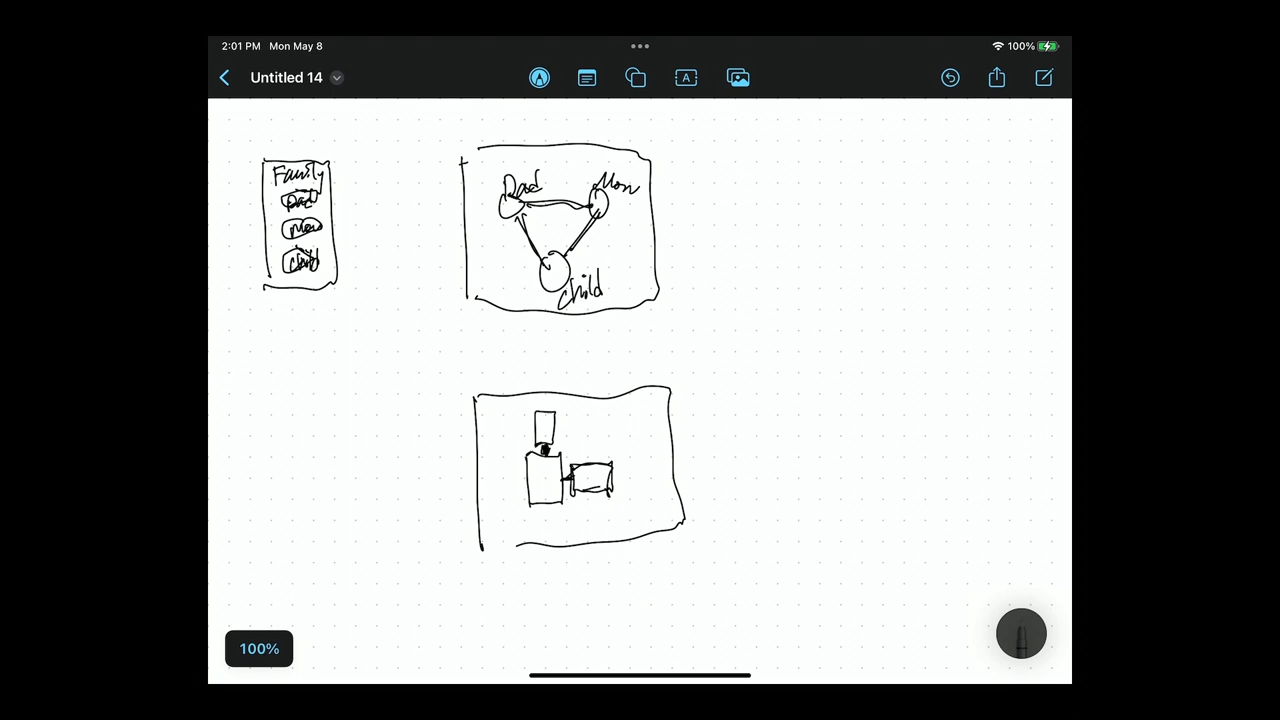 2:01 PM Mon May 8
100%
Untitled 14
A
Family
Dad
Mom
child
Dad
Mom
Child
100%